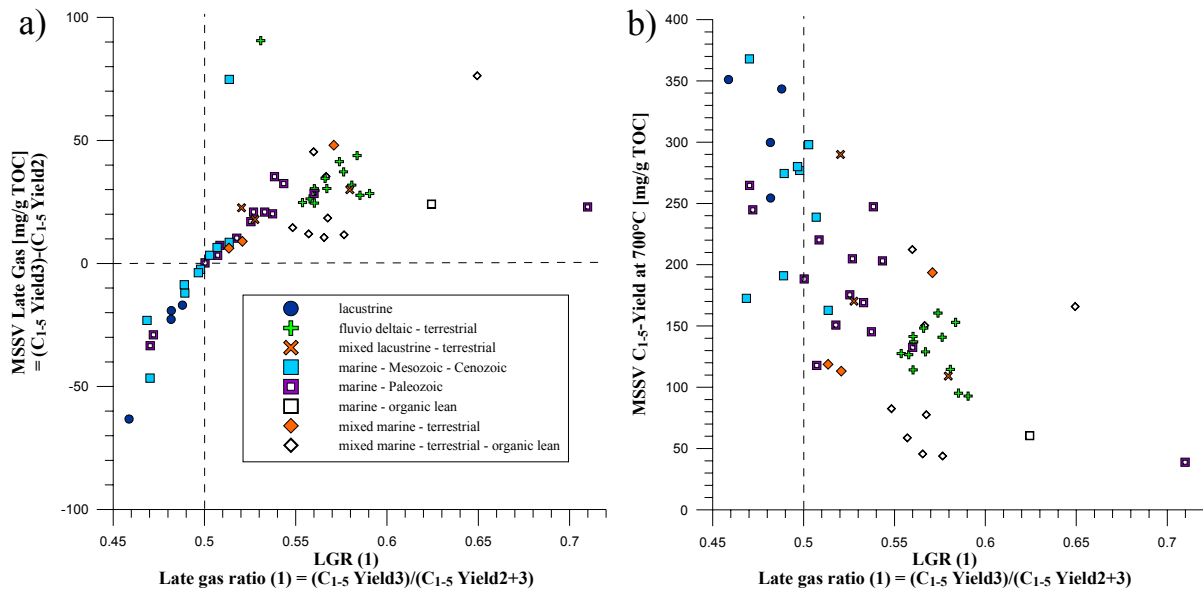 a)
MSSV Late Gas [mg/g TOC]
= (C1-5 Yield3)-(C1-5 Yield2)
100
50
0
-50
-100
lacustrine
fluvio deltaic - terrestrial
mixed lacustrine - terrestrial
marine - Mesozoic - Cenozoic
marine - Paleozoic
marine - organic lean
mixed marine - terrestrial
mixed marine - terrestrial - organic lean
0.45 0.5 0.55 0.6 0.65 0.7
LGR (1)
Late gas ratio (1) = (C1-5 Yield3)/(C1-5 Yield2+3)
b)
MSSV C1-5-Yield at 700°C [mg/g TOC]
400
350
300
250
200
150
100
50
0
0.45 0.5 0.55 0.6 0.65 0.7
LGR (1)
Late gas ratio (1) = (C1-5 Yield3)/(C1-5 Yield2+3)